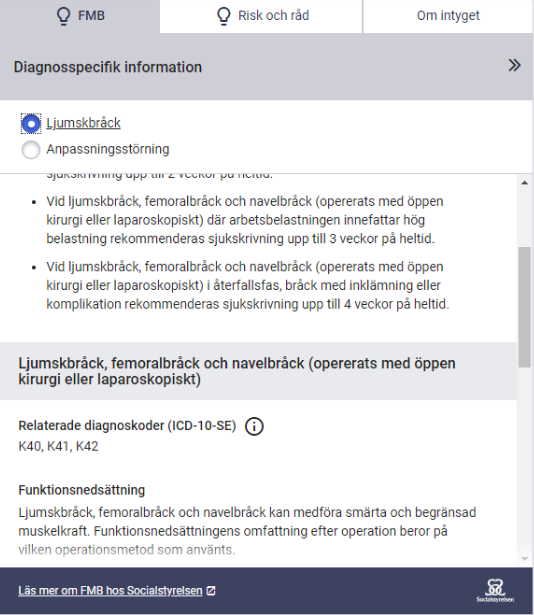 FMB
Risk och råd
Om intyget
Diagnosspecifik information
Ljumskbråck
Anpassningsstörning
sjukskrivning upp till 2 veckor på heltid.
• Vid ljumskbråck, femoralbråck och navelbråck (opererats med öppen
kirurgi eller laparoskopiskt) där arbetsbelastningen innefattar hög
belastning rekommenderas sjukskrivning upp till 3 veckor på heltid.
• Vid ljumskbråck, femoralbråck och navelbråck (opererats med öppen
kirurgi eller laparoskopiskt) i återfallsfas, bråck med inklämning eller
komplikation rekommenderas sjukskrivning upp till 4 veckor på heltid.
Ljumskbråck, femoralbråck och navelbråck (opererats med öppen
kirurgi eller laparoskopiskt)
Relaterade diagnoskoder (ICD-10-SE)
K40, K41, K42
Funktionsnedsättning
Ljumskbråck, femoralbråck och navelbråck kan medföra smärta och begränsad
muskelkraft. Funktionsnedsättningens omfattning efter operation beror på
vilken operationsmetod som använts.
Läs mer om FMB hos Socialstyrelsen
Socialstyrelsen